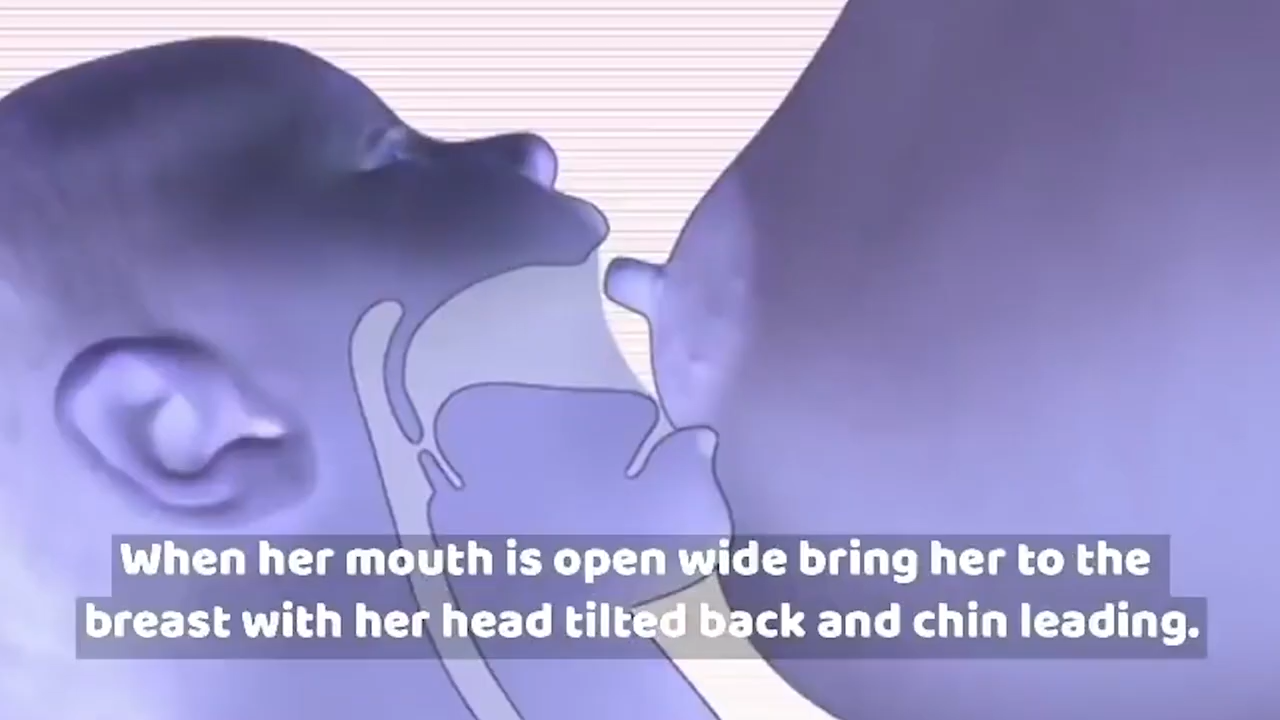 When her mouth is open wide bring her to the
breast with her head tilted back and chin leading.